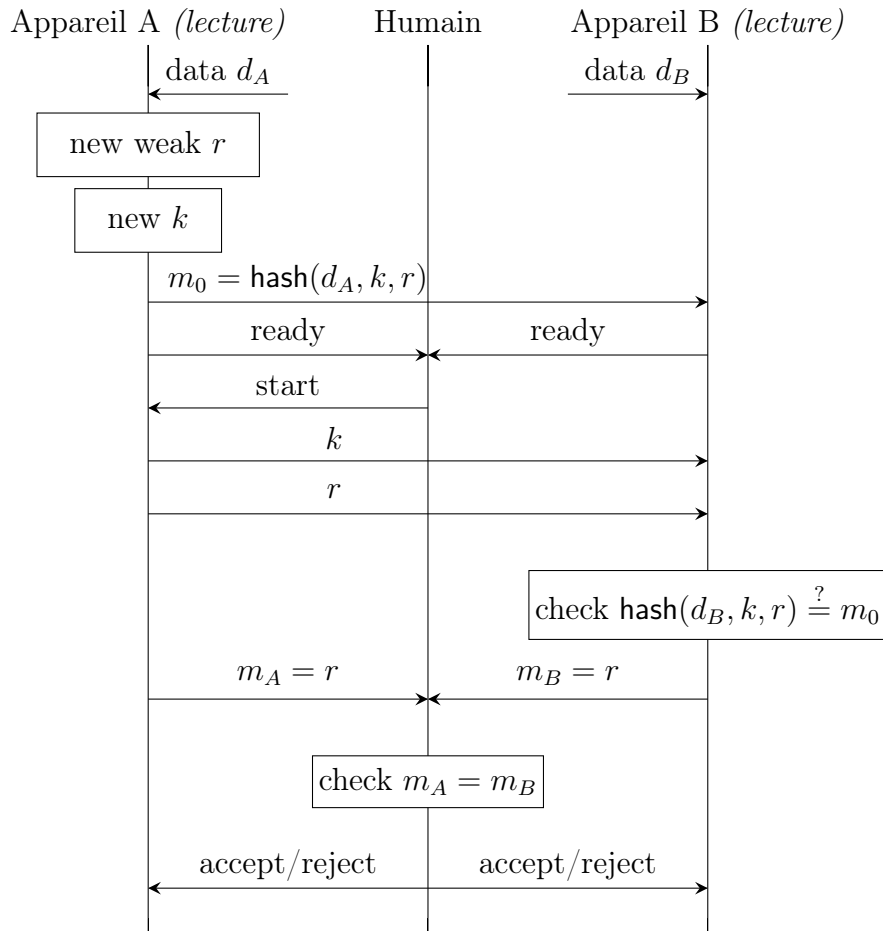 Appareil A (lecture) Humain Appareil B (lecture)
data d_A data d_B
new weak r
new k
m_0 = hash(d_A, k, r)
ready ready
start
k
r
check hash(d_B, k, r) ≟ m_0
m_A = r m_B = r
check m_A = m_B
accept/reject accept/reject